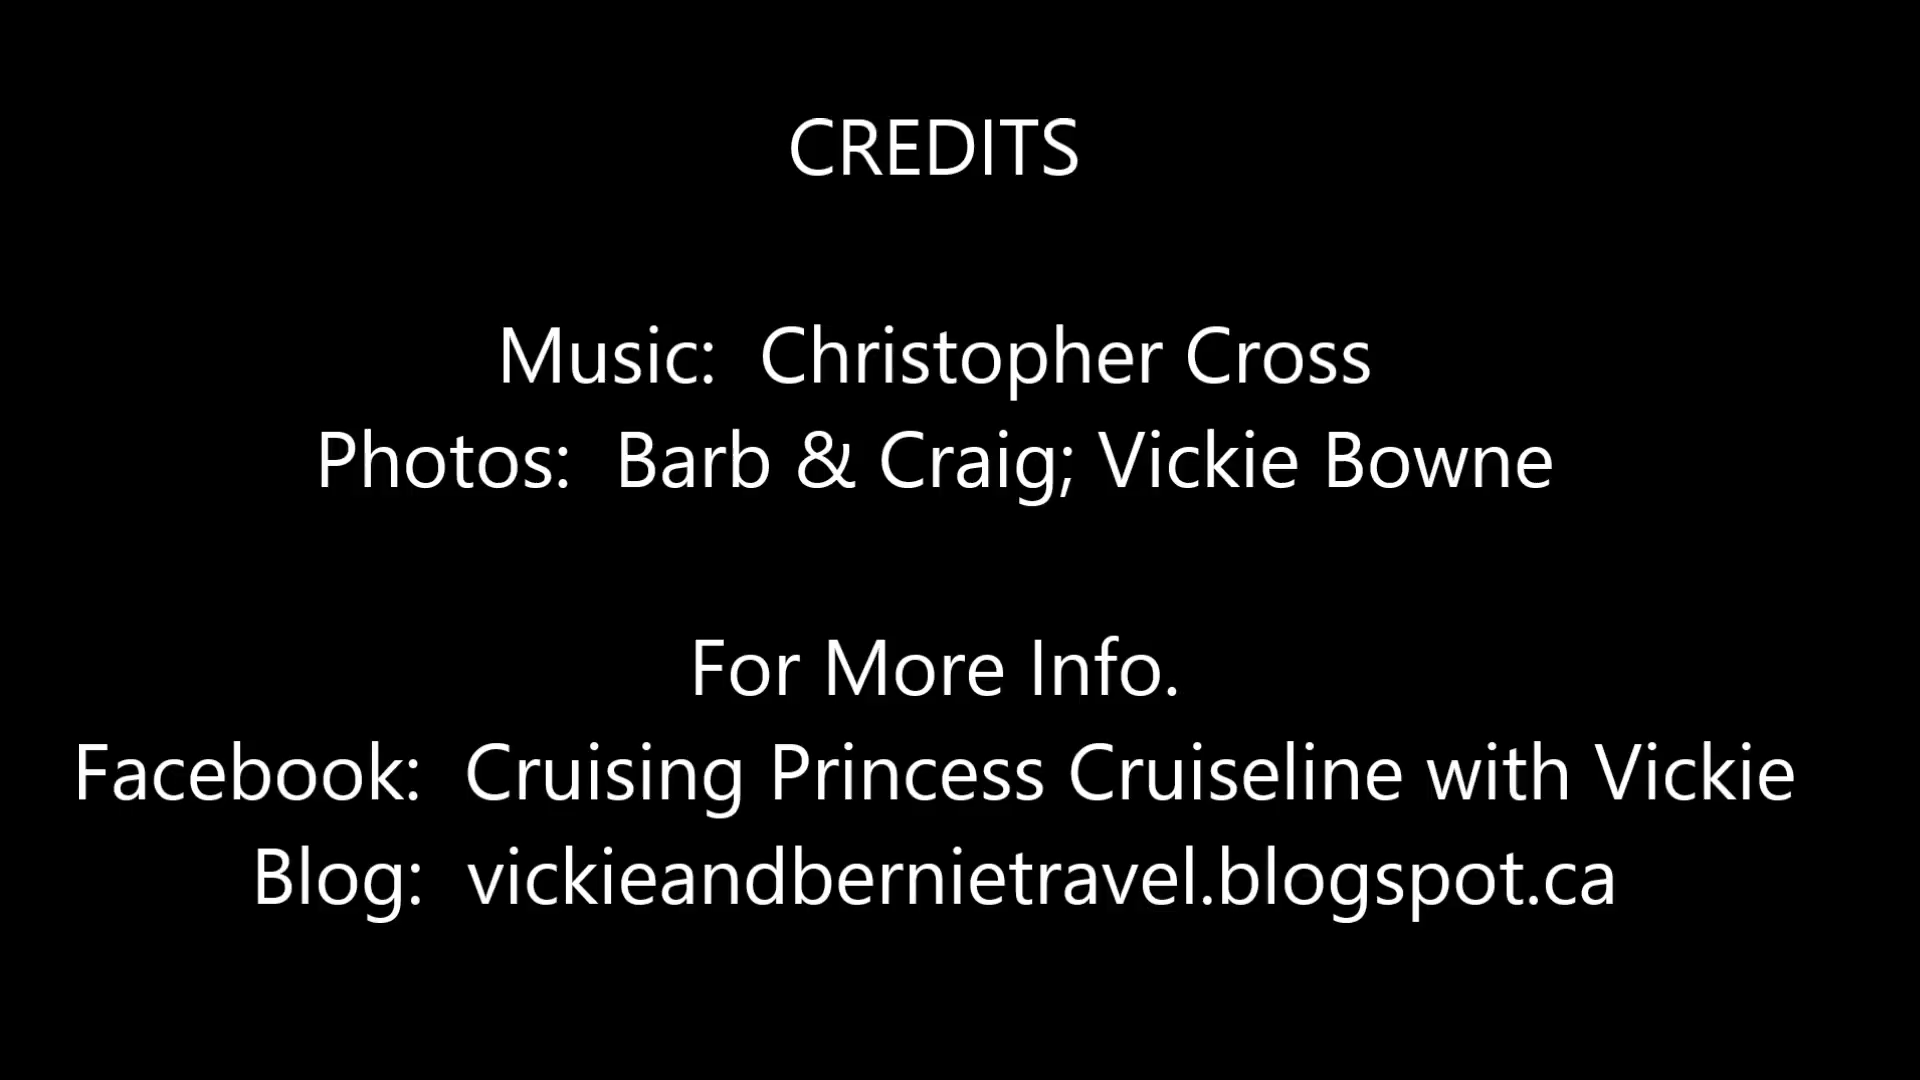 CREDITS
Music:  Christopher Cross
Photos:  Barb & Craig; Vickie Bowne
For More Info.
Facebook:  Cruising Princess Cruiseline with Vickie
Blog:  vickieandbernietravel.blogspot.ca